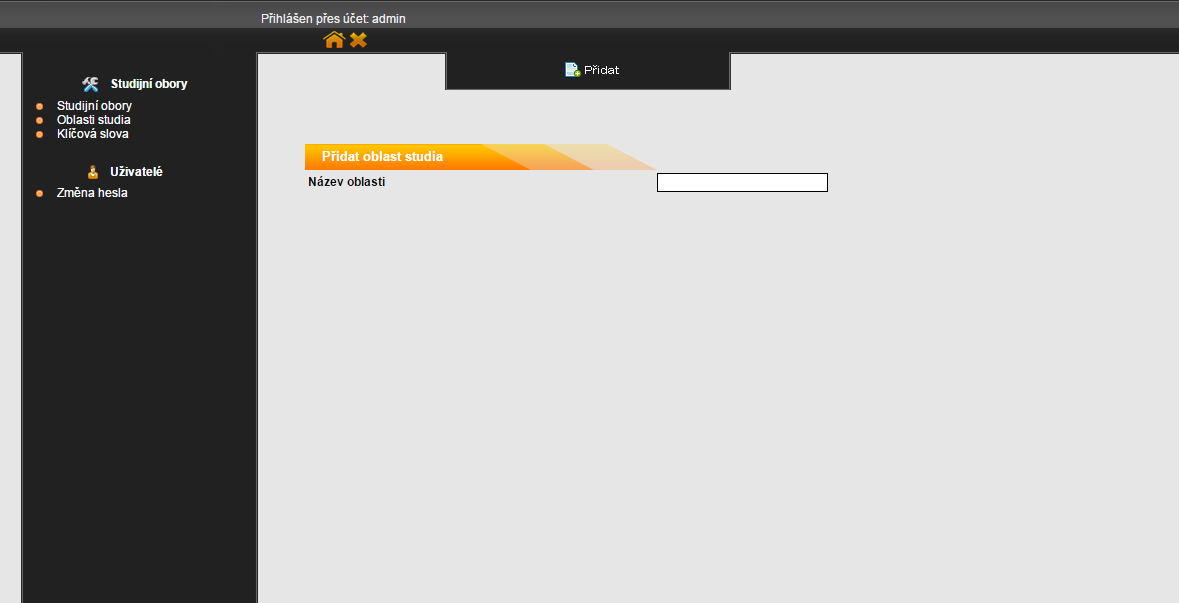 Přihlášen přes účet: admin
Přidat
Studijní obory
Studijní obory
Oblasti studia
Klíčová slova
Uživatelé
Změna hesla
Přidat oblast studia
Název oblasti